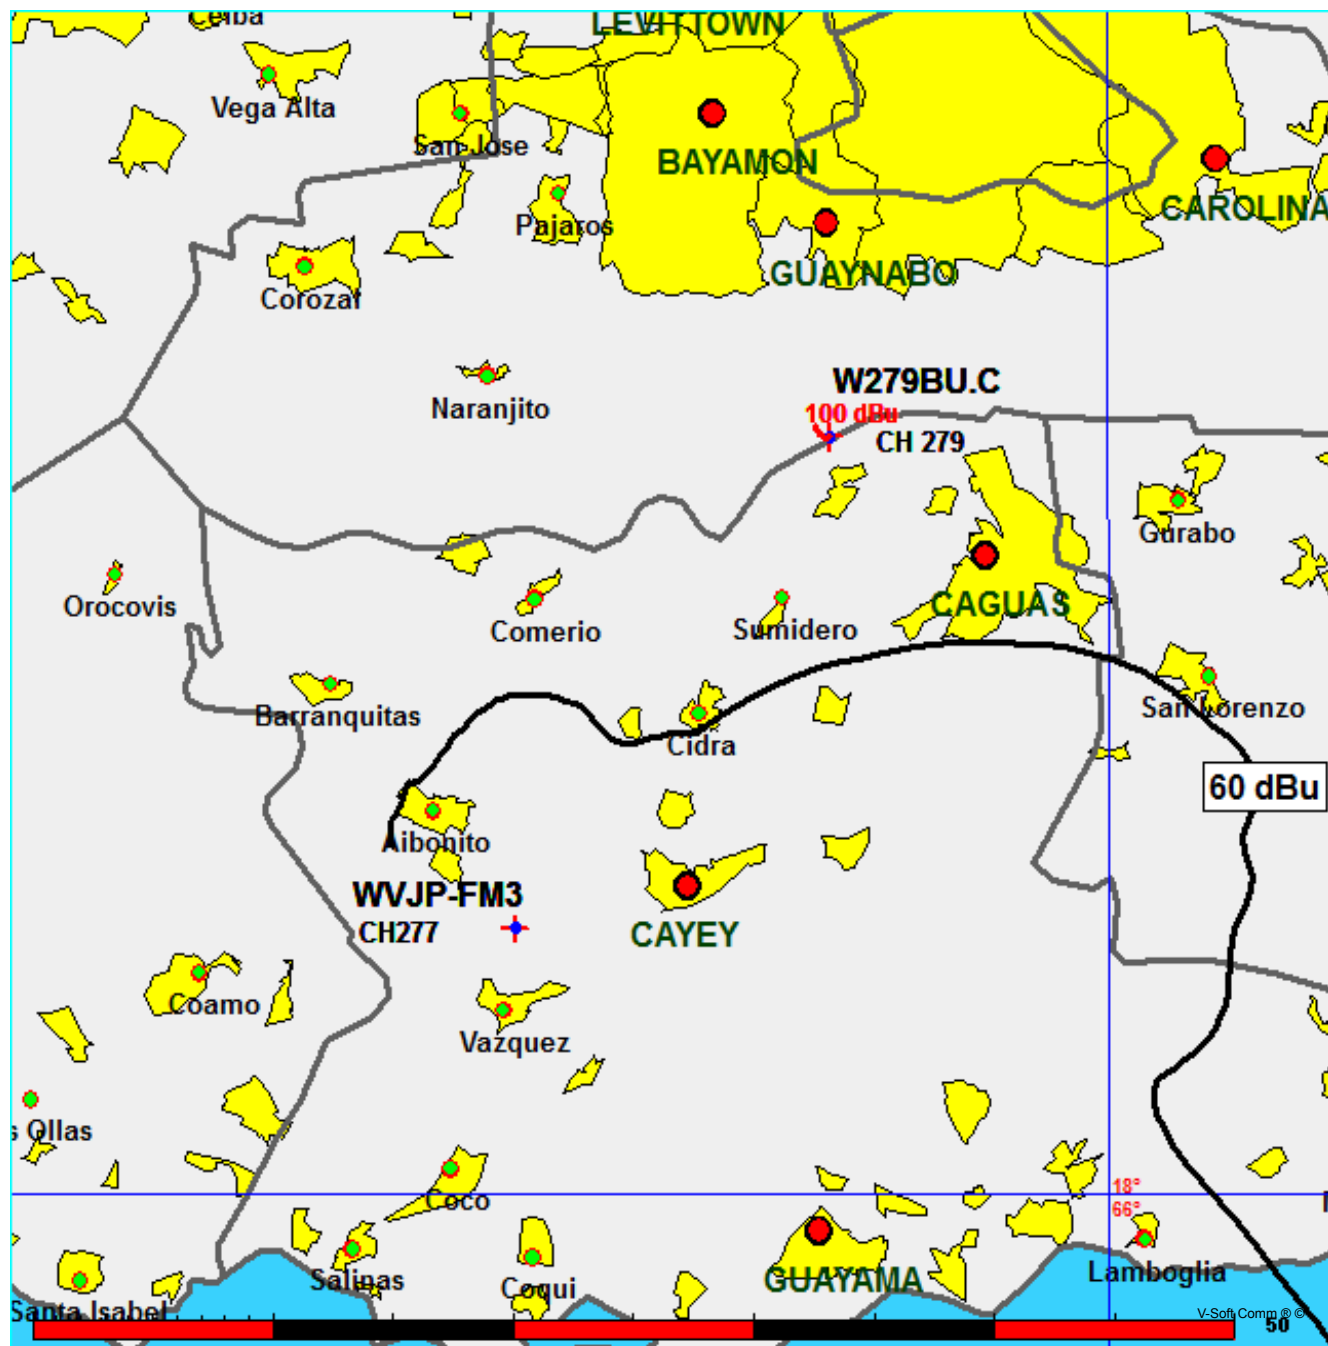 Ceiba
LEVITTOWN
Vega Alta
San Jose
BAYAMON
CAROLINA
Pajaros
GUAYNABO
Corozal
W279BU.C
Naranjito
100 dBu
CH 279
Gurabo
Orocovis
CAGUAS
Comerio
Sumidero
Barranquitas
San Lorenzo
Cidra
60 dBu
Aibonito
WVJP-FM3
CH277
CAYEY
Coamo
Vazquez
s Ollas
18°
Coco
66°
Lamboglia
Salinas
GUAYAMA
Coqui
Santa Isabel
V-Soft Comm ® ©
50